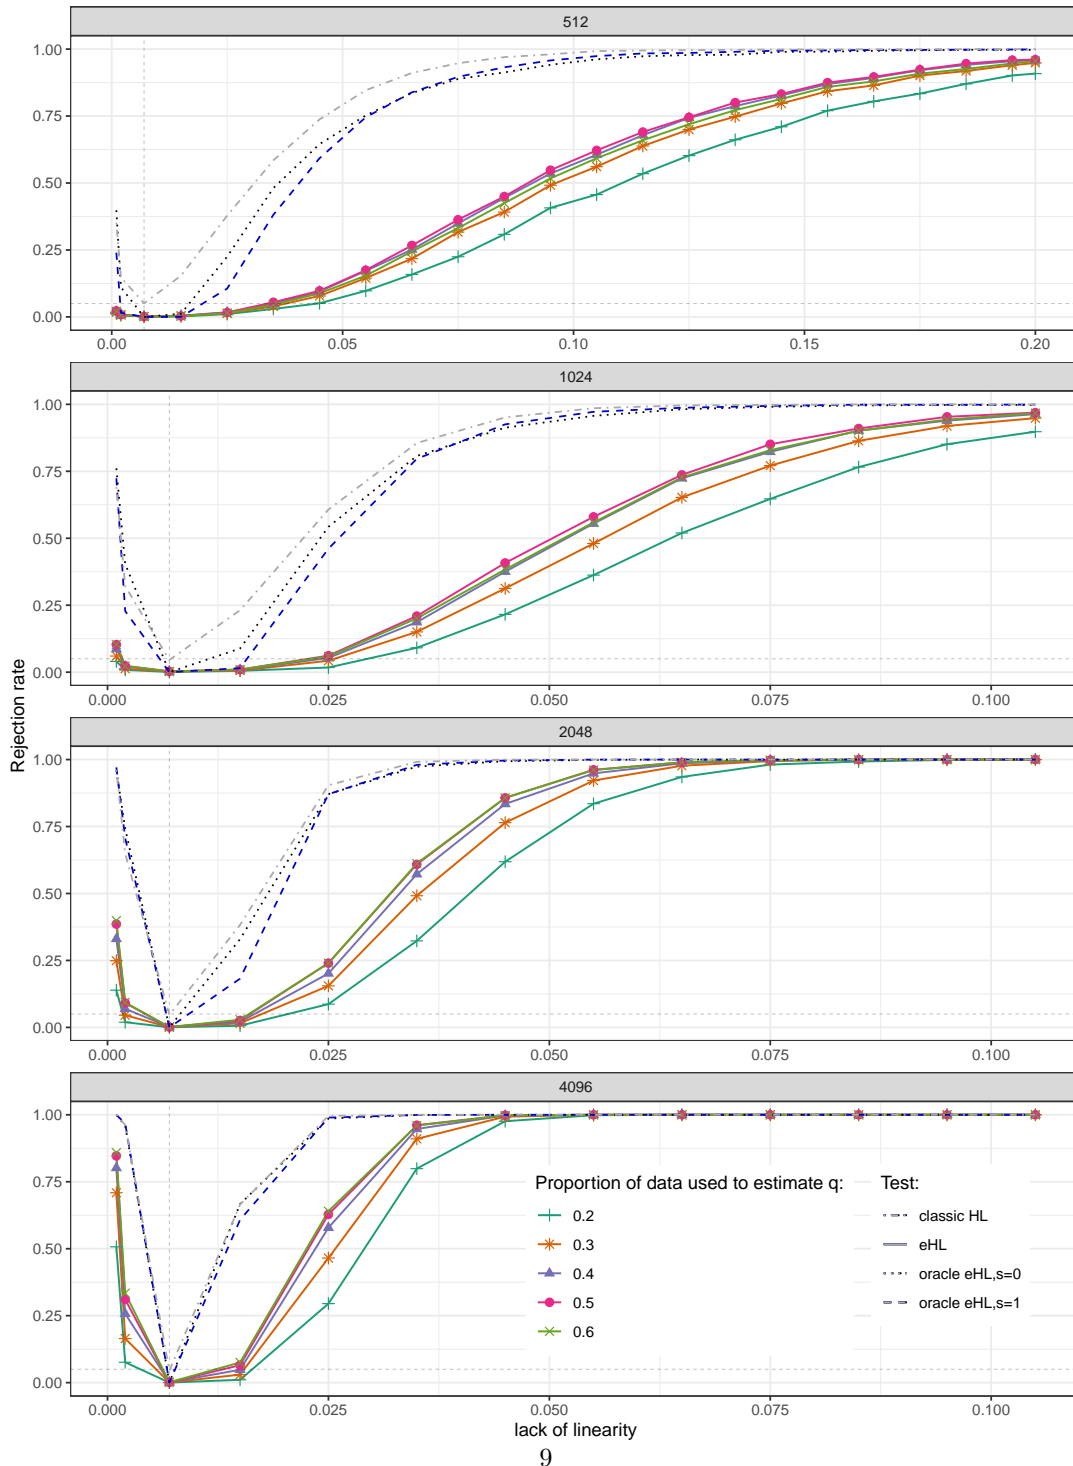 512
1.00
0.75
0.50
0.25
0.00
0.00 0.05 0.10 0.15 0.20
1024
1.00
0.75
0.50
0.25
0.00
0.000 0.025 0.050 0.075 0.100
Rejection rate
2048
1.00
0.75
0.50
0.25
0.00
0.000 0.025 0.050 0.075 0.100
4096
1.00
0.75
0.50
0.25
0.00
Proportion of data used to estimate q:
0.2
0.3
0.4
0.5
0.6
Test:
classic HL
eHL
oracle eHL,s=0
oracle eHL,s=1
0.000 0.025 0.050 0.075 0.100
lack of linearity
9